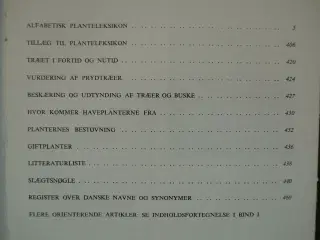 ALFABETISK PLANTELEKSIKON .. .. .. .. 5
TILLÆG TIL PLANTELEKSIKON .. .. .. .. 406
TRÆET I FORTID OG NUTID .. .. .. .. 420
VURDERING AF PRYDTRÆER .. .. .. .. 424
BESKÆRING OG UDTYNDING AF TRÆER OG BUSKE .. .. 427
HVOR KOMMER HAVEPLANTERNE FRA .. .. .. 430
PLANTERNES BESTØVNING .. .. .. .. 432
GIFTPLANTER .. .. .. .. 436
LITTERATURLISTE .. .. .. .. 439
SLÆGTSNØGLE .. .. .. .. 440
REGISTER OVER DANSKE NAVNE OG SYNONYMER .. .. 460
FLERE ORIENTERENDE ARTIKLER: SE INDHOLDSFORTEGNELSE I BIND 1